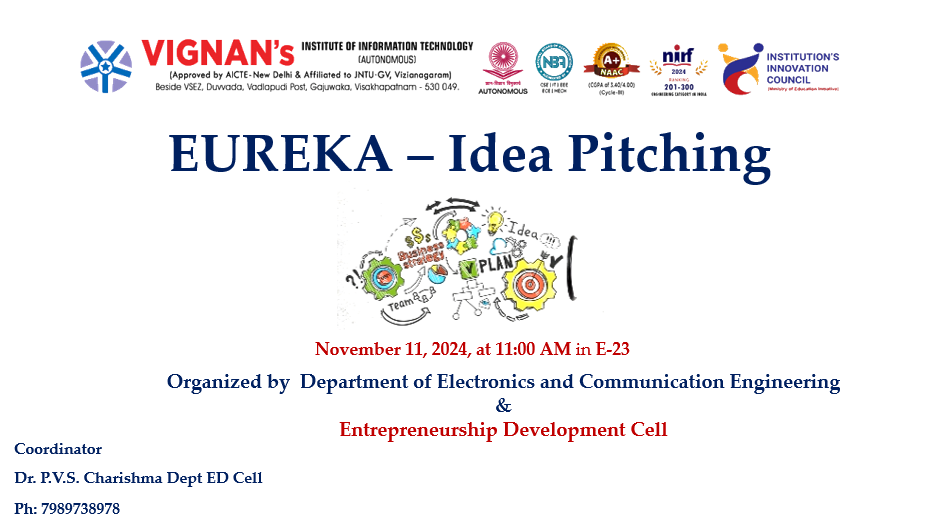 VIGNAN's INSTITUTE OF INFORMATION TECHNOLOGY
(AUTONOMOUS)
(Approved by AICTE-New Delhi & Affiliated to JNTU-GV, Vizianagaram)
Beside VSEZ, Duvvada, Vadlapudi Post, Gajuwaka, Visakhapatnam - 530 049.
AUTONOMOUS
NBA
CSE | IT | EEE
ECE | MECH
A+
NAAC
(CGPA of 3.40/4.00)
(Cycle-III)
nirf
2024
RANKING
201-300
ENGINEERING CATEGORY IN INDIA
INSTITUTION'S
INNOVATION
COUNCIL
(Ministry of Education Initiative)
EUREKA – Idea Pitching
$$$
Idea
!!!
Business
strategy
?!
PLAN
Team
November 11, 2024, at 11:00 AM in E-23
Organized by Department of Electronics and Communication Engineering
&
Entrepreneurship Development Cell
Coordinator
Dr. P.V.S. Charishma Dept ED Cell
Ph: 7989738978